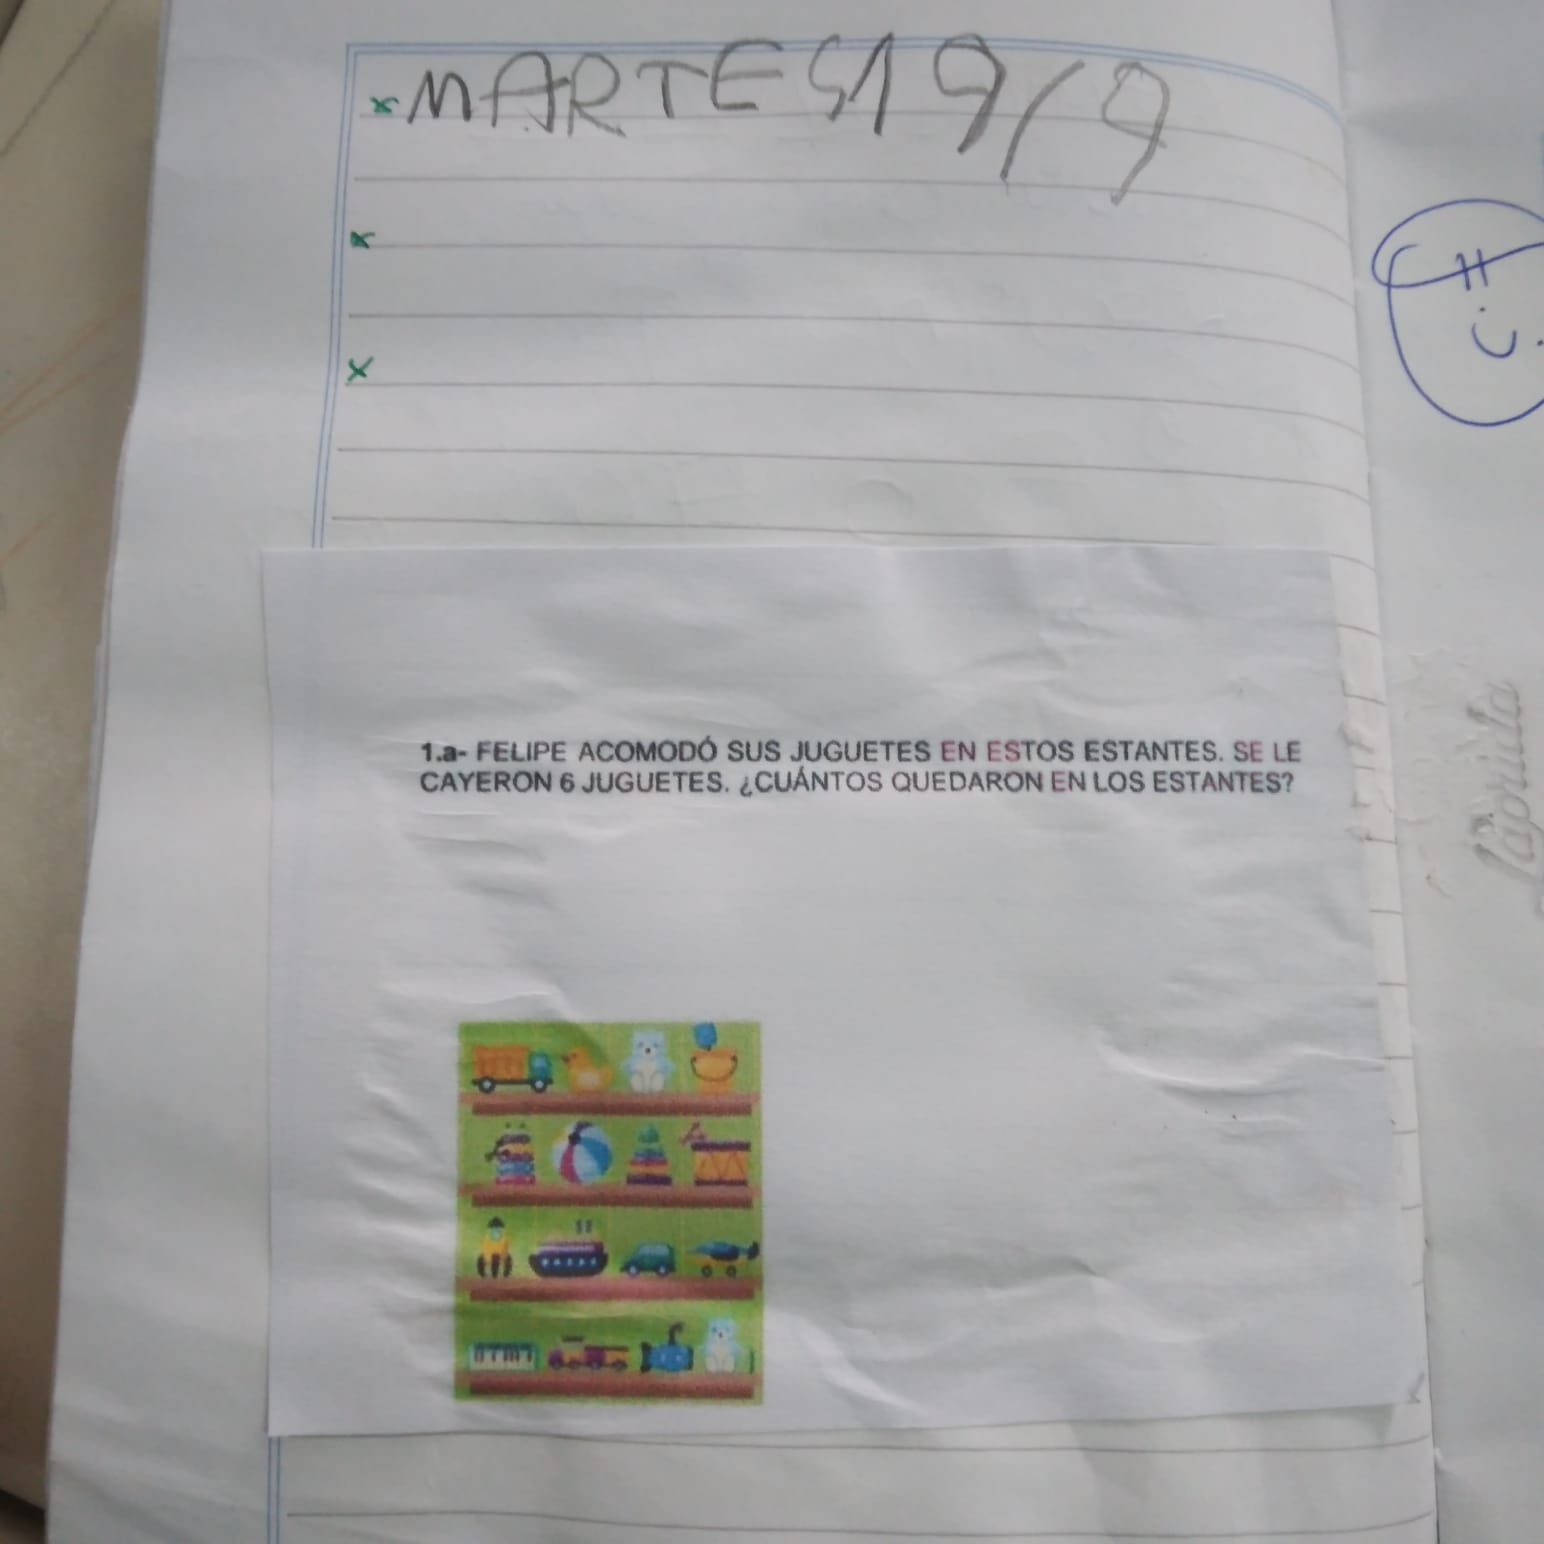 MARTES 19/9
1.a- FELIPE ACOMODÓ SUS JUGUETES EN ESTOS ESTANTES. SE LE
CAYERON 6 JUGUETES. ¿CUÁNTOS QUEDARON EN LOS ESTANTES?